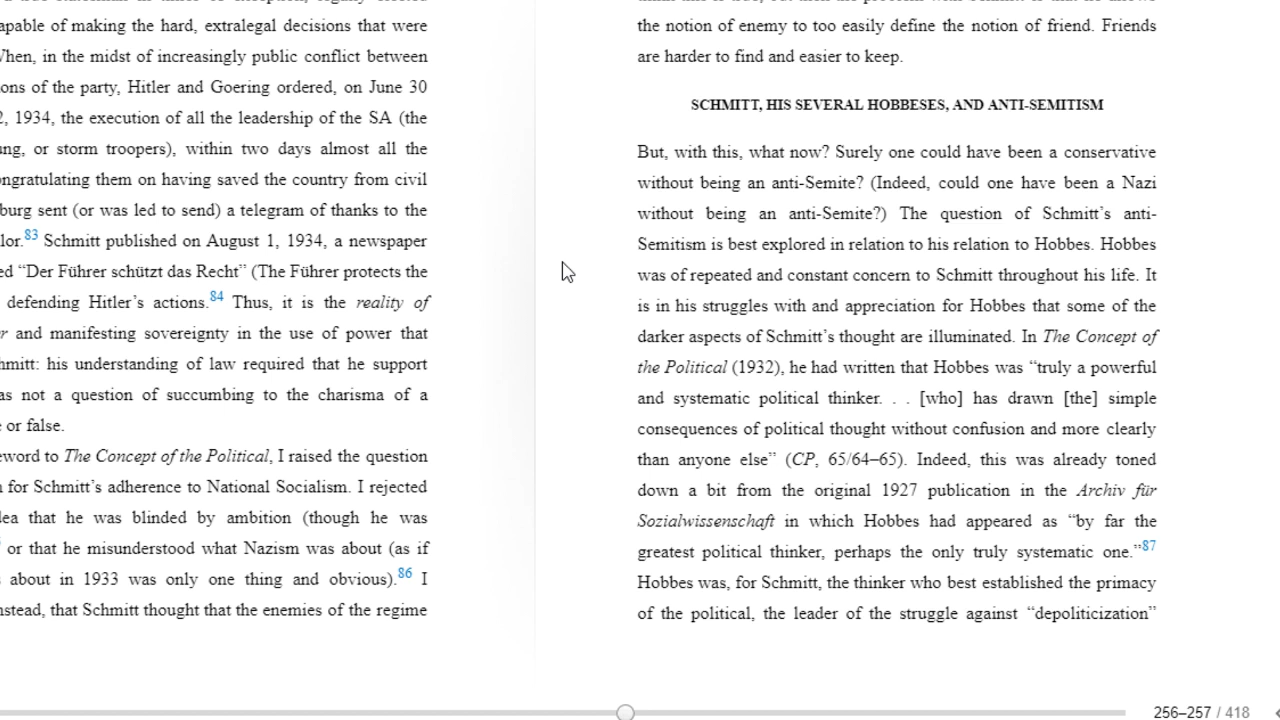 capable of making the hard, extralegal decisions that were
When, in the midst of increasingly public conflict between
ons of the party, Hitler and Goering ordered, on June 30
2, 1934, the execution of all the leadership of the SA (the
ung, or storm troopers), within two days almost all the
ongratulating them on having saved the country from civil
burg sent (or was led to send) a telegram of thanks to the
lor.83 Schmitt published on August 1, 1934, a newspaper
ed “Der Führer schützt das Recht” (The Führer protects the
defending Hitler’s actions.84 Thus, it is the reality of
r and manifesting sovereignty in the use of power that
hmitt: his understanding of law required that he support
as not a question of succumbing to the charisma of a
or false.
eword to The Concept of the Political, I raised the question
n for Schmitt’s adherence to National Socialism. I rejected
dea that he was blinded by ambition (though he was
or that he misunderstood what Nazism was about (as if
about in 1933 was only one thing and obvious).86 I
nstead, that Schmitt thought that the enemies of the regime
the notion of enemy to too easily define the notion of friend. Friends
are harder to find and easier to keep.
SCHMITT, HIS SEVERAL HOBBESES, AND ANTI-SEMITISM
But, with this, what now? Surely one could have been a conservative
without being an anti-Semite? (Indeed, could one have been a Nazi
without being an anti-Semite?) The question of Schmitt’s anti-
Semitism is best explored in relation to his relation to Hobbes. Hobbes
was of repeated and constant concern to Schmitt throughout his life. It
is in his struggles with and appreciation for Hobbes that some of the
darker aspects of Schmitt’s thought are illuminated. In The Concept of
the Political (1932), he had written that Hobbes was “truly a powerful
and systematic political thinker. . . [who] has drawn [the] simple
consequences of political thought without confusion and more clearly
than anyone else” (CP, 65/64–65). Indeed, this was already toned
down a bit from the original 1927 publication in the Archiv für
Sozialwissenschaft in which Hobbes had appeared as “by far the
greatest political thinker, perhaps the only truly systematic one.”87
Hobbes was, for Schmitt, the thinker who best established the primacy
of the political, the leader of the struggle against “depoliticization”
256–257 / 418